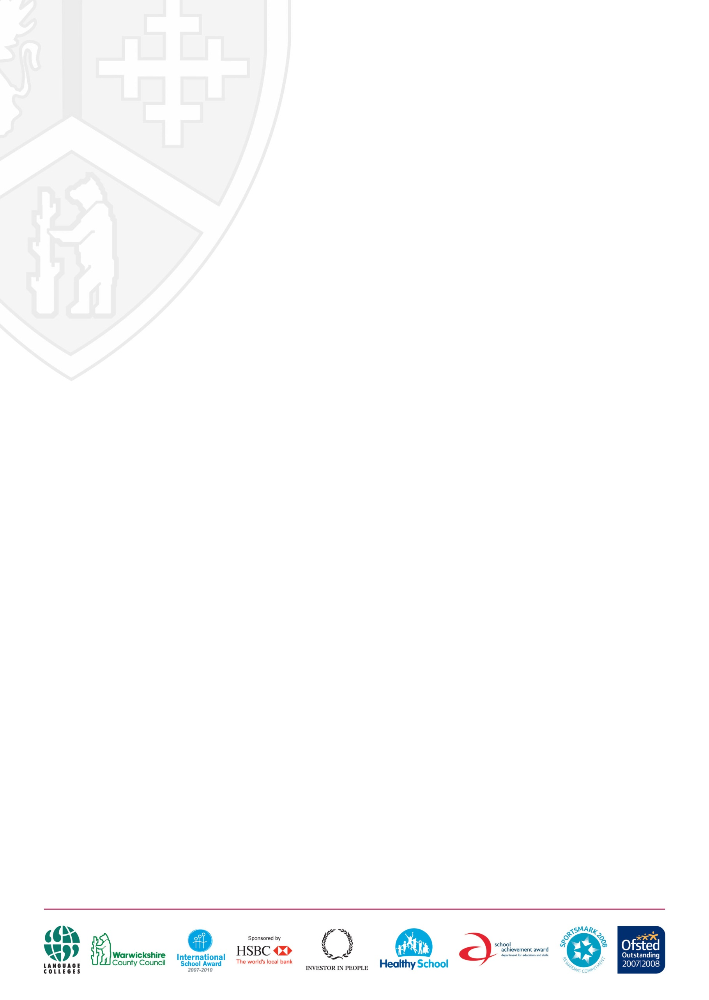 LANGUAGE
COLLEGES
Warwickshire
County Council
International
School Award
2007-2010
Sponsored by
HSBC
The world's local bank
INVESTOR IN PEOPLE
Healthy School
school
achievement award
department for education and skills
SPORTSMARK 2008
REWARDING COMMITMENT
Ofsted
Outstanding
2007|2008